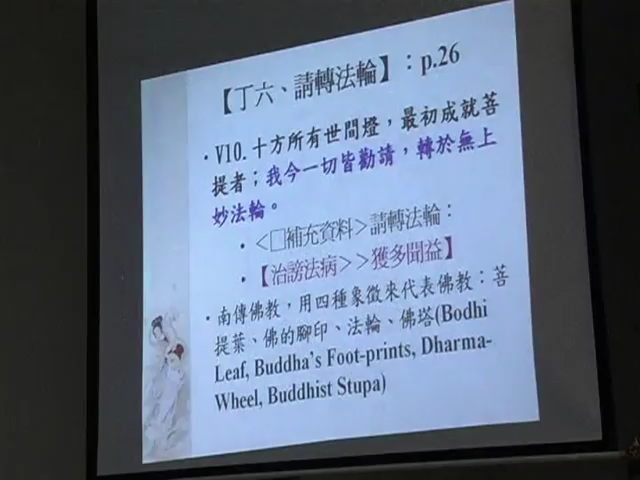 【丁六、請轉法輪】：p.26
·V10. 十方所有世間燈，最初成就菩
提者；我今一切皆勸請，轉於無上
妙法輪。
•＜□補充資料＞請轉法輪：
•【治謗法病＞＞獲多聞益】
•南傳佛教，用四種象徵來代表佛教：菩
提葉、佛的腳印、法輪、佛塔(Bodhi
Leaf, Buddha's Foot-prints, Dharma-
Wheel, Buddhist Stupa)